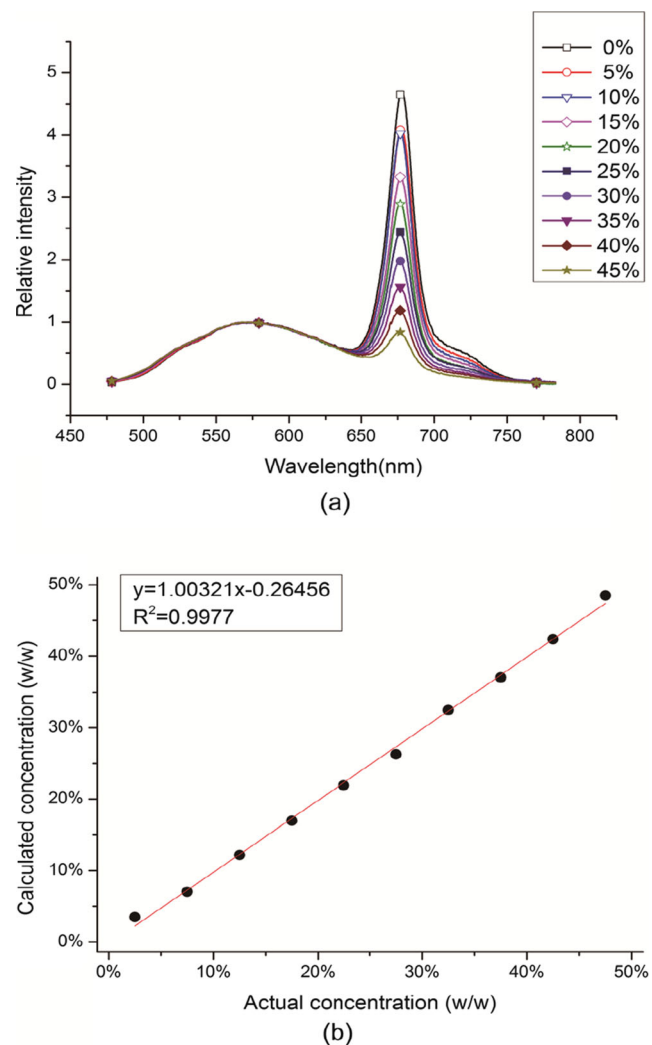 0%
5%
10%
15%
20%
25%
30%
35%
40%
45%
5
4
3
2
1
0
Relative intensity
450 500 550 600 650 700 750 800
Wavelength(nm)
(a)
y=1.00321x-0.26456
R²=0.9977
50%
40%
30%
20%
10%
0%
Calculated concentration (w/w)
0% 10% 20% 30% 40% 50%
Actual concentration (w/w)
(b)